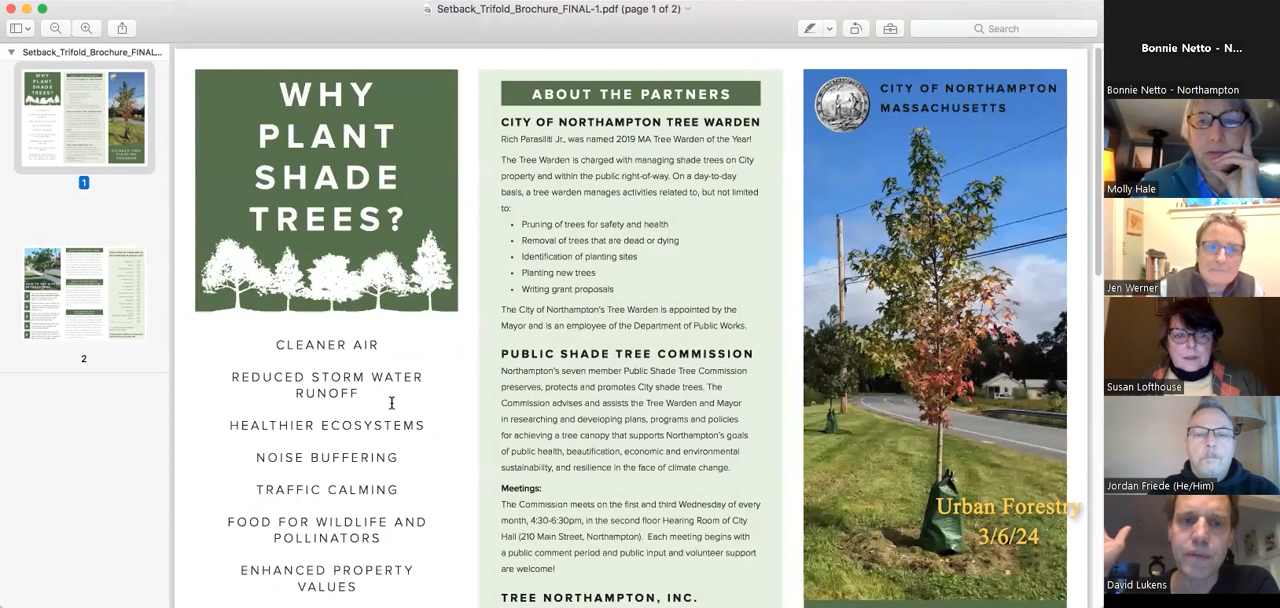 Setback_Trifold_Brochure_FINAL-1.pdf (page 1 of 2)
Search
Setback_Trifold_Brochure_FINAL...
1
2
WHY
PLANT
SHADE
TREES?
CLEANER AIR
REDUCED STORM WATER
RUNOFF
HEALTHIER ECOSYSTEMS
NOISE BUFFERING
TRAFFIC CALMING
FOOD FOR WILDLIFE AND
POLLINATORS
ENHANCED PROPERTY
VALUES
ABOUT THE PARTNERS
CITY OF NORTHAMPTON TREE WARDEN
Rich Parasiliti Jr., was named 2019 MA Tree Warden of the Year!
The Tree Warden is charged with managing shade trees on City
property and within the public right-of-way. On a day-to-day
basis, a tree warden manages activities related to, but not limited
to:
• Pruning of trees for safety and health
Removal of trees that are dead or dying
• Identification of planting sites
• Planting new trees
Writing grant proposals
The City of Northampton's Tree Warden is appointed by the
Mayor and is an employee of the Department of Public Works.
PUBLIC SHADE TREE COMMISSION
Northampton's seven member Public Shade Tree Commission
preserves, protects and promotes City shade trees. The
Commission advises and assists the Tree Warden and Mayor
in researching and developing plans, programs and policies
for achieving a tree canopy that supports Northampton's goals
of public health, beautification, economic and environmental
sustainability, and resilience in the face of climate change.
Meetings:
The Commission meets on the first and third Wednesday of every
month, 4:30-6:30pm, in the second floor Hearing Room of City
Hall (210 Main Street, Northampton). Each meeting begins with
a public comment period and public input and volunteer support
are welcome!
TREE NORTHAMPTON, INC.
CITY OF NORTHAMPTON
MASSACHUSETTS
Urban Forestry
3/6/24
Bonnie Netto - N...
Bonnie Netto - Northampton
Molly Hale
Jen Werner
Susan Lofthouse
Jordan Friede (He/Him)
David Lukens